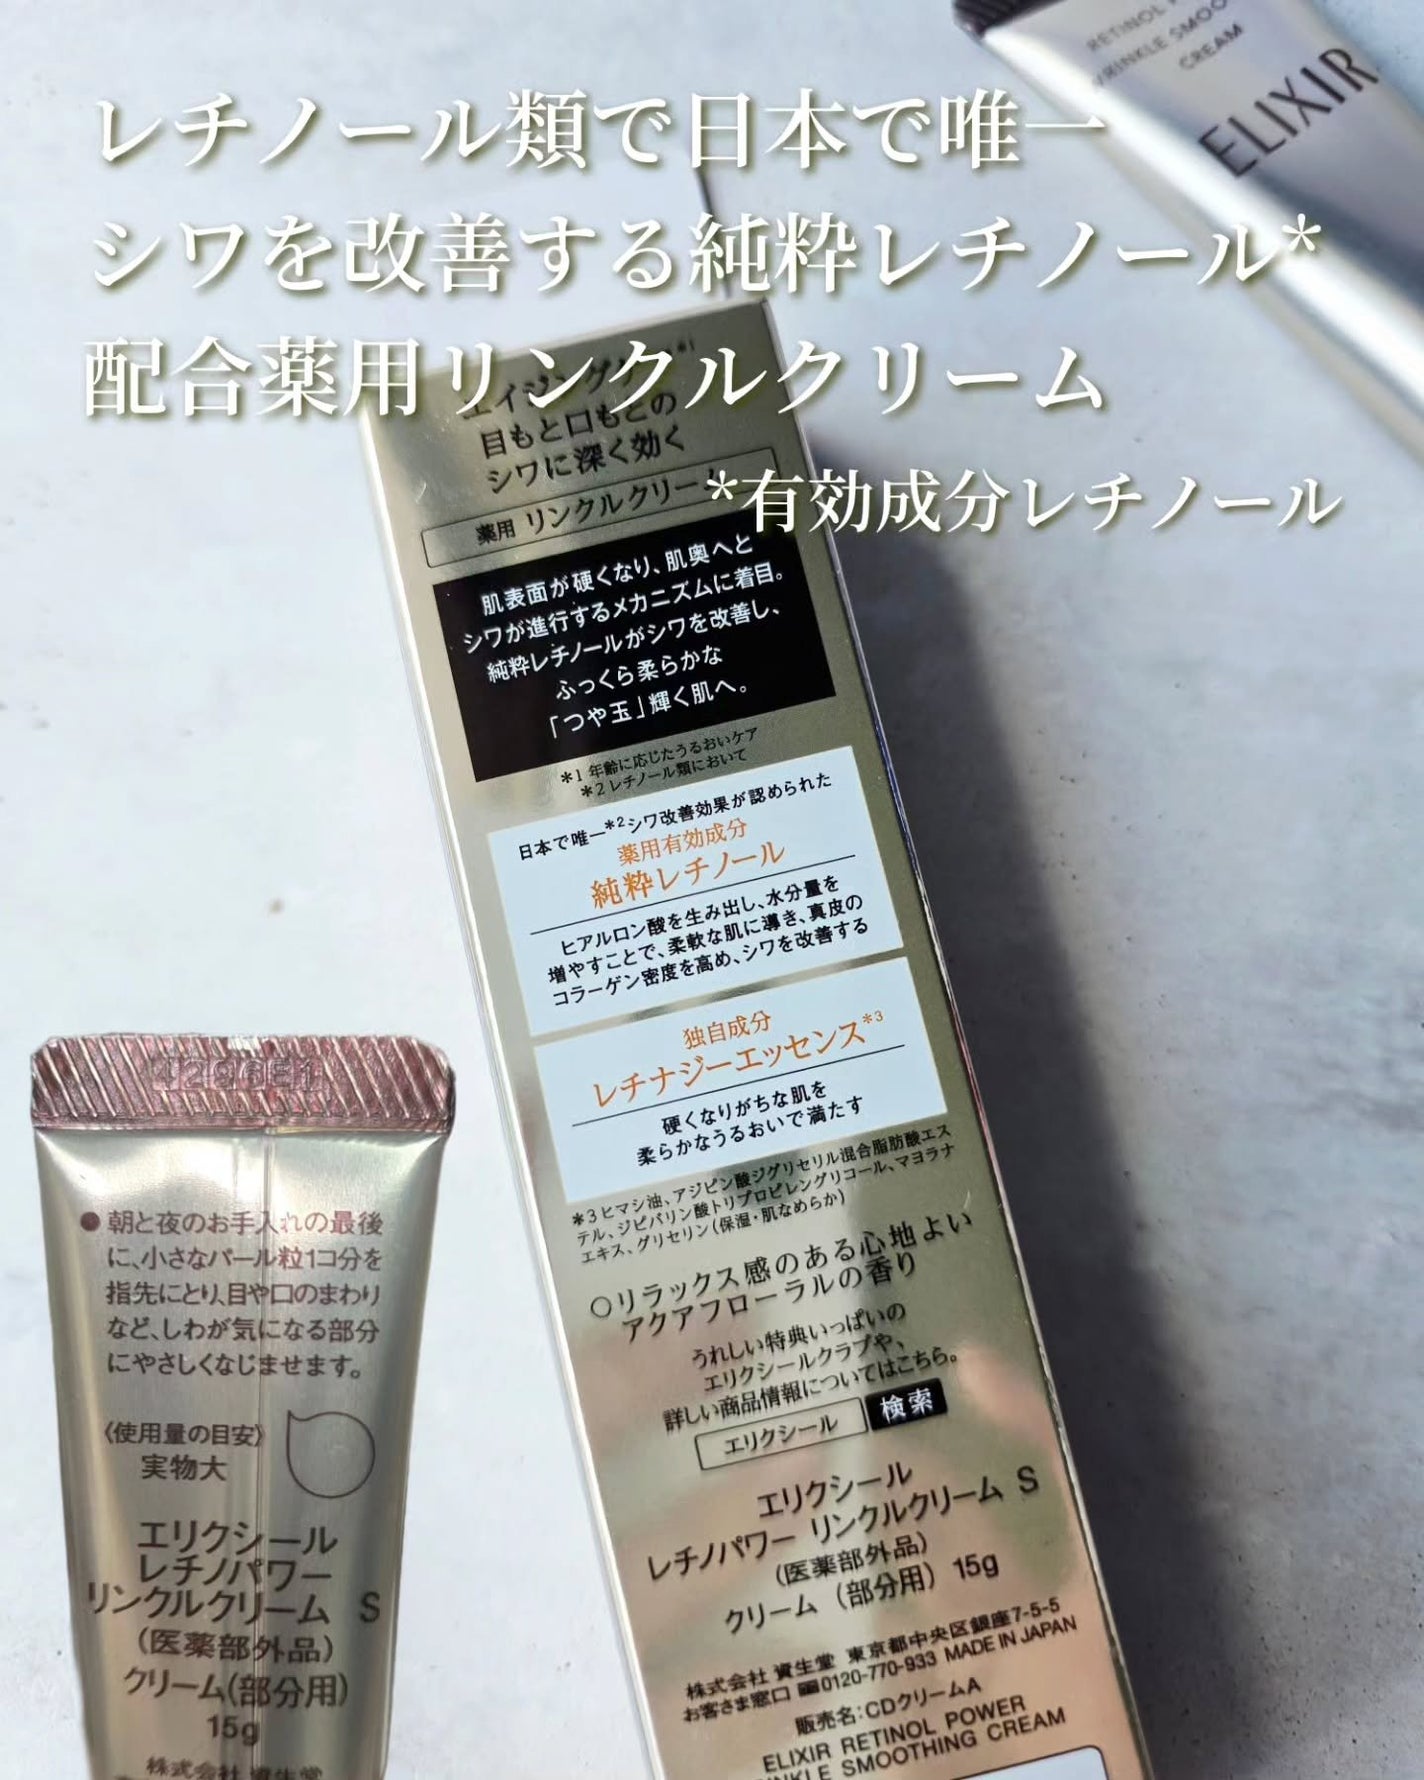 レチノール類で日本で唯一
シワを改善する純粋レチノール*
配合薬用リンクルクリーム
*有効成分レチノール
RETINOL
WRINKLE SMOO
CREAM
ELIXIR
目もと口もとの
シワに深く効く
薬用 リンクルクリーム
肌表面が硬くなり、肌奥へと
シワが進行するメカニズムに着目。
純粋レチノールがシワを改善し、
ふっくら柔らかな
「つや玉」輝く肌へ。
*1 年齢に応じたうるおいケア
*2 レチノール類において
日本で唯一*2シワ改善効果が認められた
薬用有効成分
純粋レチノール
ヒアルロン酸を生み出し、水分量を
増やすことで、柔軟な肌に導き、真皮の
コラーゲン密度を高め、シワを改善する
独自成分
レチナジーエッセンス*3
硬くなりがちな肌を
柔らかなうるおいで満たす
*3 ヒマシ油、アジピン酸ジグリセリル混合脂肪酸エス
テル、ジピバリン酸トリプロピレングリコール、マヨラナ
エキス、グリセリン(保湿・肌なめらか)
○リラックス感のある心地よい
アクアフローラルの香り
うれしい特典いっぱいの
エリクシールクラブや、
詳しい商品情報についてはこちら。
エリクシール 検索
エリクシール
レチノパワー リンクルクリーム S
(医薬部外品)
クリーム (部分用) 15g
株式会社 資生堂 東京都中央区銀座7-5-5
お客さま窓口 0120-770-933 MADE IN JAPAN
販売名:CDクリームA
ELIXIR RETINOL POWER
INKLE SMOOTHING CREAM
4296E1
●朝と夜のお手入れの最後
に、小さなパール粒1コ分を
指先にとり、目や口のまわり
など、しわが気になる部分
にやさしくなじませます。
〈使用量の目安〉
実物大
エリクシール
レチノパワー
リンクルクリーム S
(医薬部外品)
クリーム(部分用)
15g
株式会社 資生堂